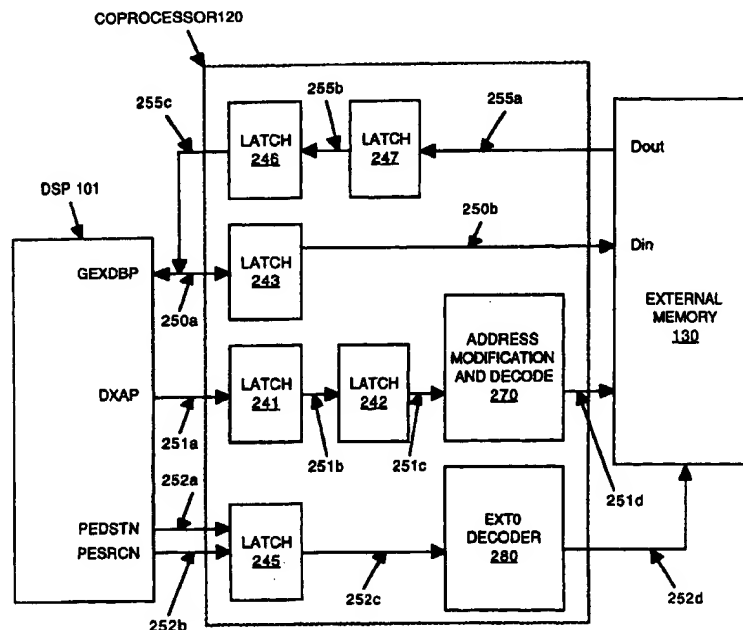 COPROCESSOR120
255c
255b
255a
LATCH
246
LATCH
247
Dout
DSP 101
250b
GEXDBP
LATCH
243
Din
250a
EXTERNAL
MEMORY
130
ADDRESS
MODIFICATION
AND DECODE
270
DXAP
LATCH
241
LATCH
242
251a
251b
251c
251d
252a
PEDSTN
PESRCN
LATCH
245
EXT0
DECODER
280
252b
252c
252d